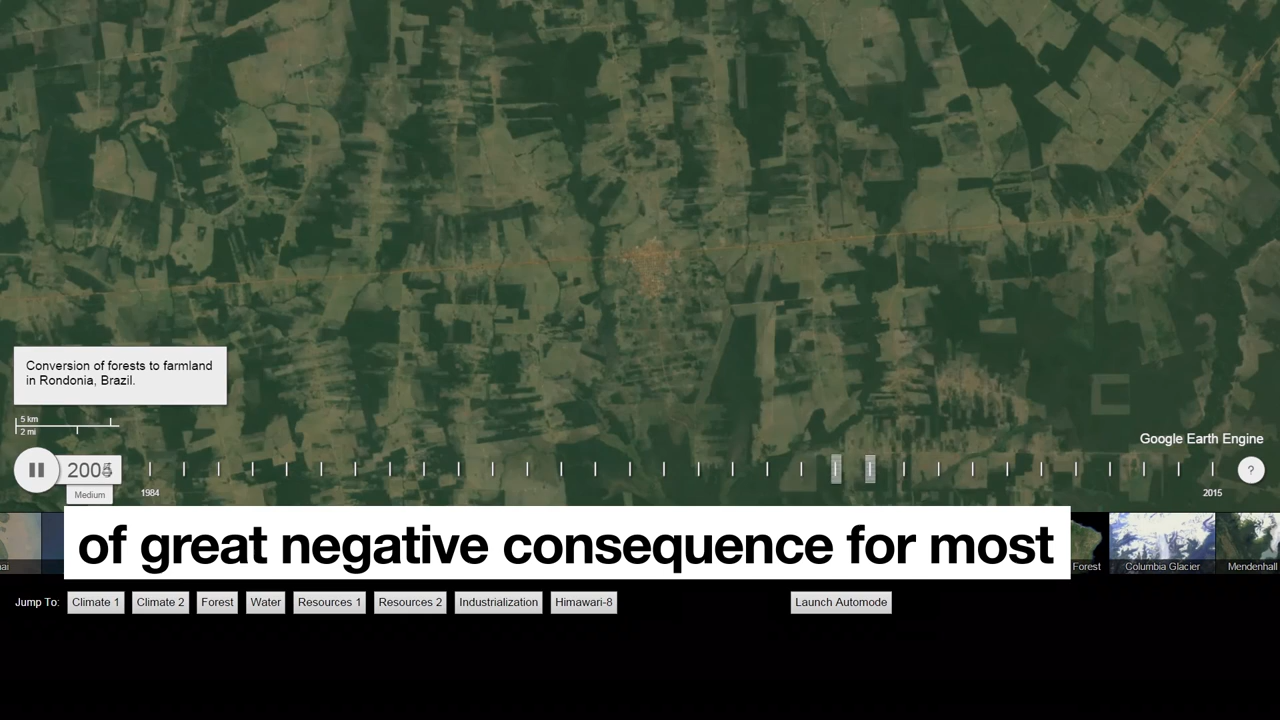 Conversion of forests to farmland
in Rondonia, Brazil.
5 km
2 mi
Google Earth Engine
?
Medium
1984
2015
of great negative consequence for most
Forest
Columbia Glacier
Mendenhall
Jump To:
Climate 1
Climate 2
Forest
Water
Resources 1
Resources 2
Industrialization
Himawari-8
Launch Automode